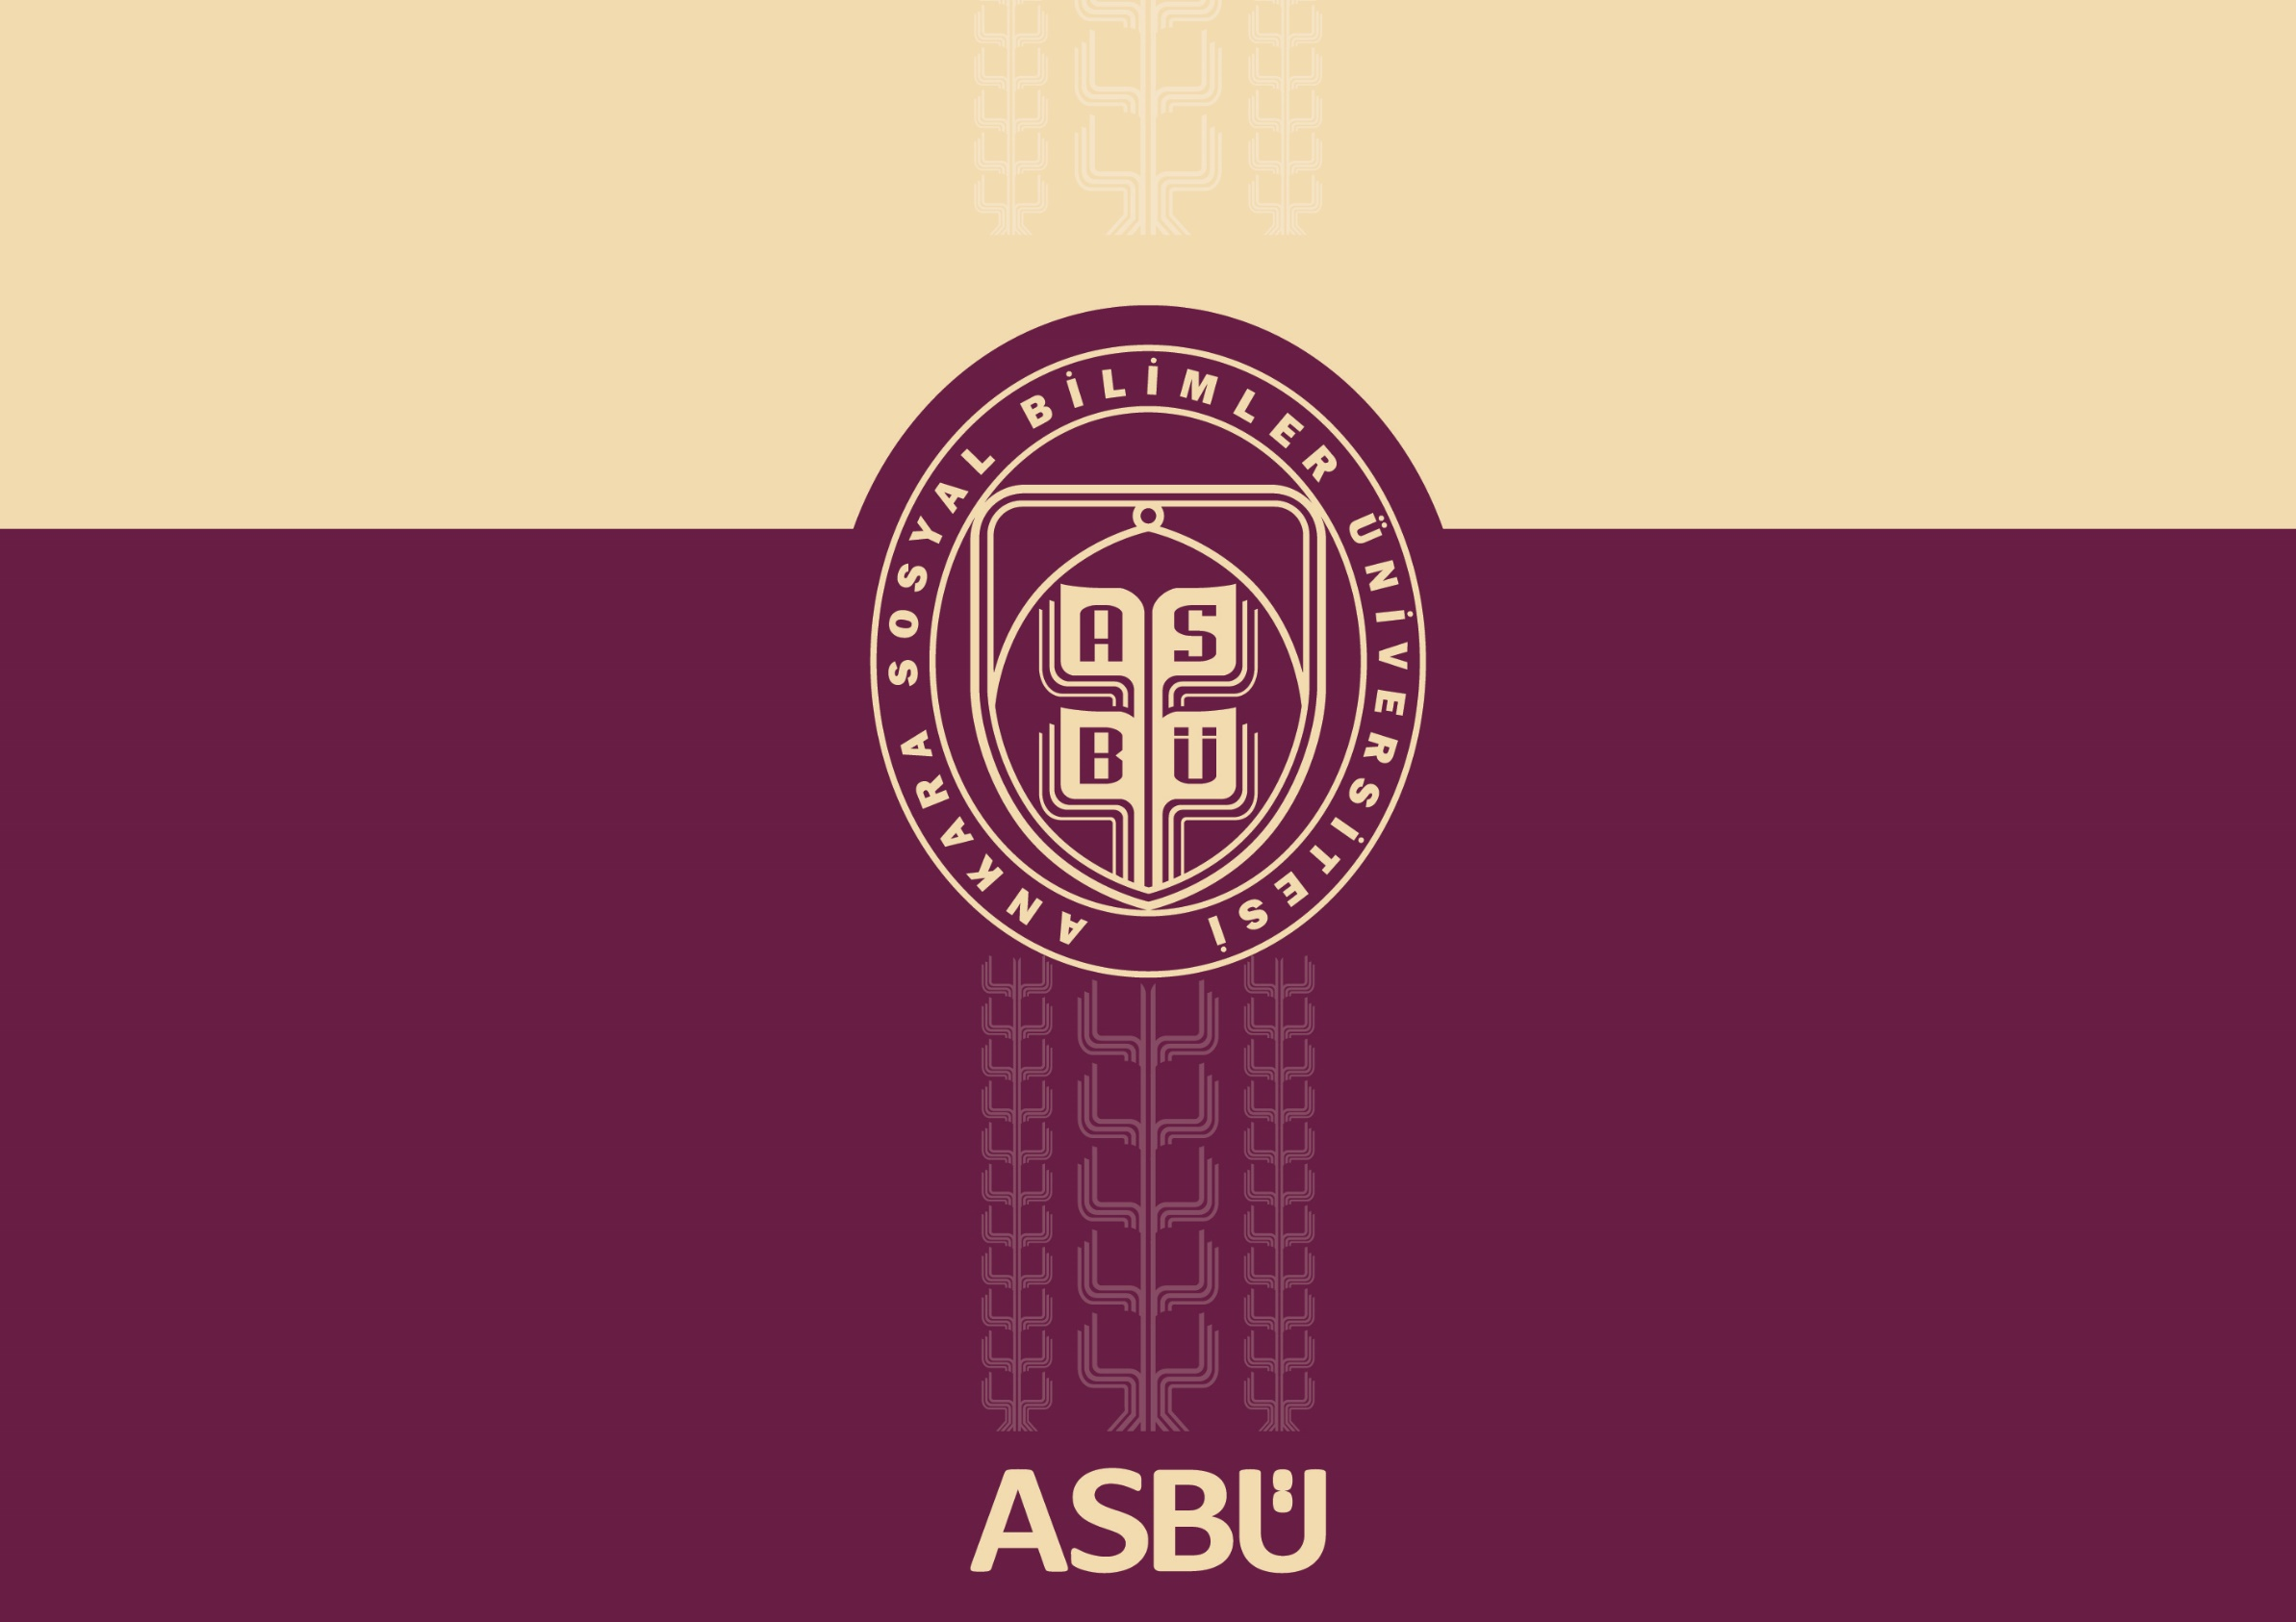 ANKARA SOSYAL BİLİMLER ÜNİVERSİTESİ
AS
BÜ
ASBÜ